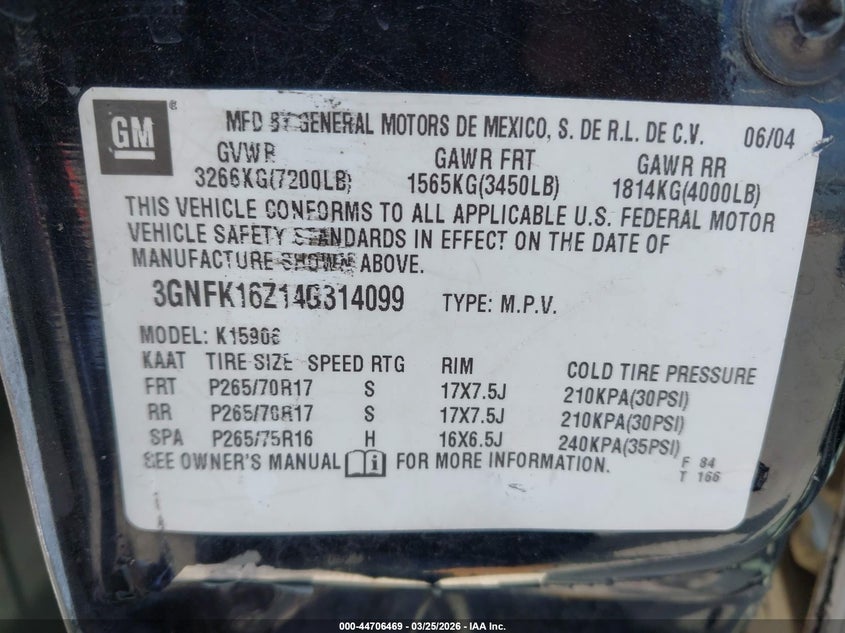 GM ®
MFD BY GENERAL MOTORS DE MEXICO, S. DE R.L. DE C.V. 06/04
GVWR GAWR FRT GAWR RR
3266KG(7200LB) 1565KG(3450LB) 1814KG(4000LB)
THIS VEHICLE CONFORMS TO ALL APPLICABLE U.S. FEDERAL MOTOR
VEHICLE SAFETY STANDARDS IN EFFECT ON THE DATE OF
MANUFACTURE SHOWN ABOVE.
3GNFK16Z14G314099 TYPE: M.P.V.
MODEL: K15906
KAAT TIRE SIZE SPEED RTG RIM COLD TIRE PRESSURE
FRT P265/70R17 S 17X7.5J 210KPA(30PSI)
RR P265/70R17 S 17X7.5J 210KPA(30PSI)
SPA P265/75R16 H 16X6.5J 240KPA(35PSI)
SEE OWNER'S MANUAL i FOR MORE INFORMATION.
F 84
T 166
000-44706469 | 03/25/2026 | IAA Inc.